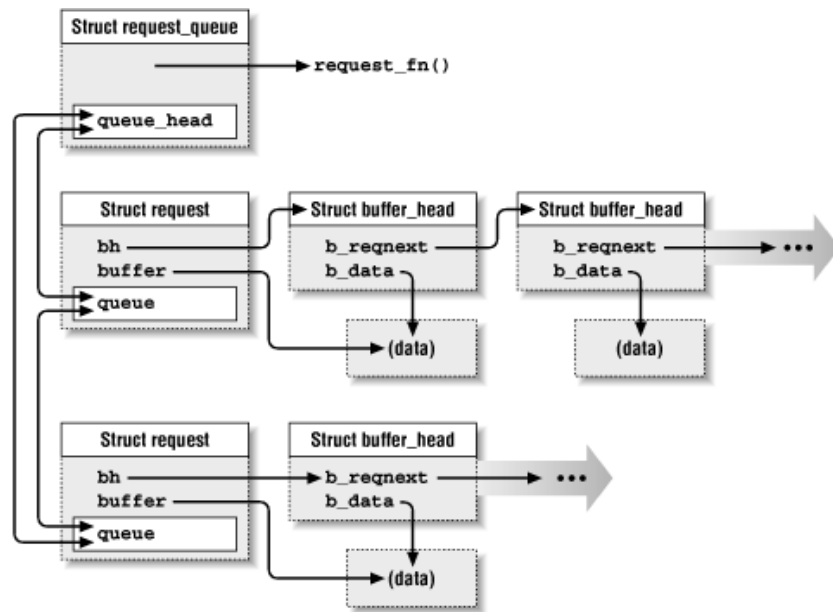 Struct request_queue
request_fn()
queue_head
Struct request
Struct buffer_head
Struct buffer_head
bh
b_reqnext
b_reqnext
•••
buffer
b_data
b_data
queue
(data)
(data)
Struct request
Struct buffer_head
bh
b_reqnext
•••
buffer
b_data
queue
(data)